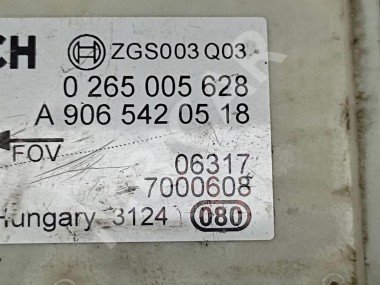 CH ZGS003 Q03
0 265 005 628
A 906 542 05 18
FOV
06317
7000608
Hungary 3124 080